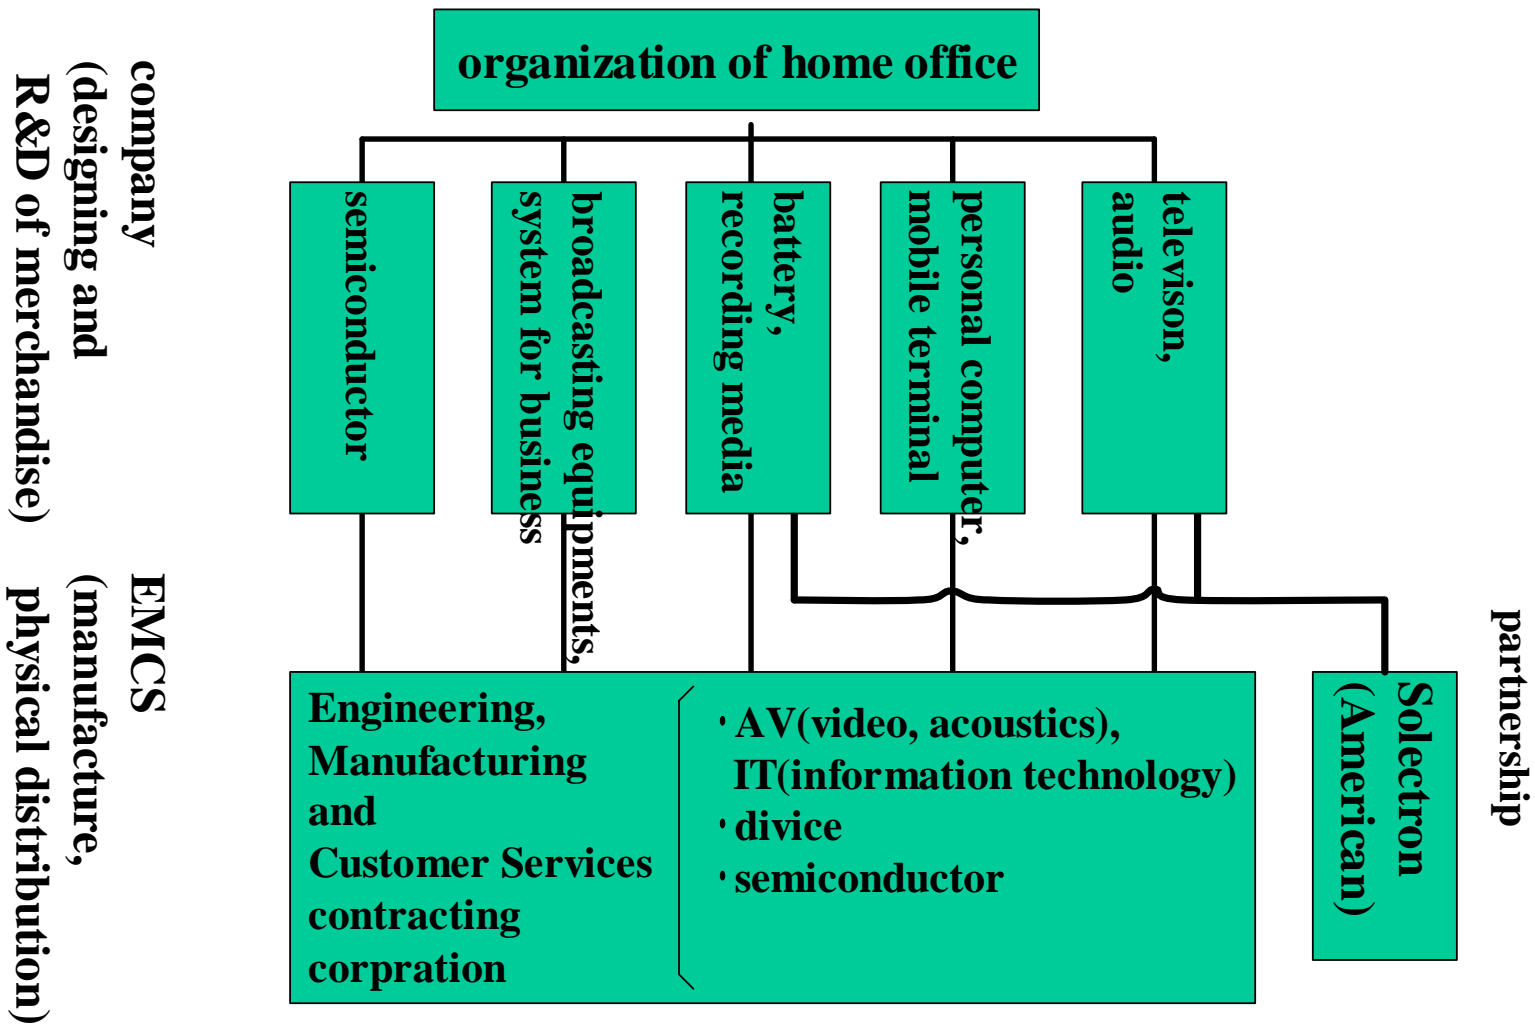 organization of home office
company
(designing and
R&D of merchandise)
semiconductor
broadcasting equipments,
system for business
battery,
recording media
personal computer,
mobile terminal
televison,
audio
EMCS
(manufacture,
physical distribution)
Engineering,
Manufacturing
and
Customer Services
contracting
corpration
・AV(video, acoustics),
IT(information technology)
・divice
・semiconductor
Solectron
(American)
partnership